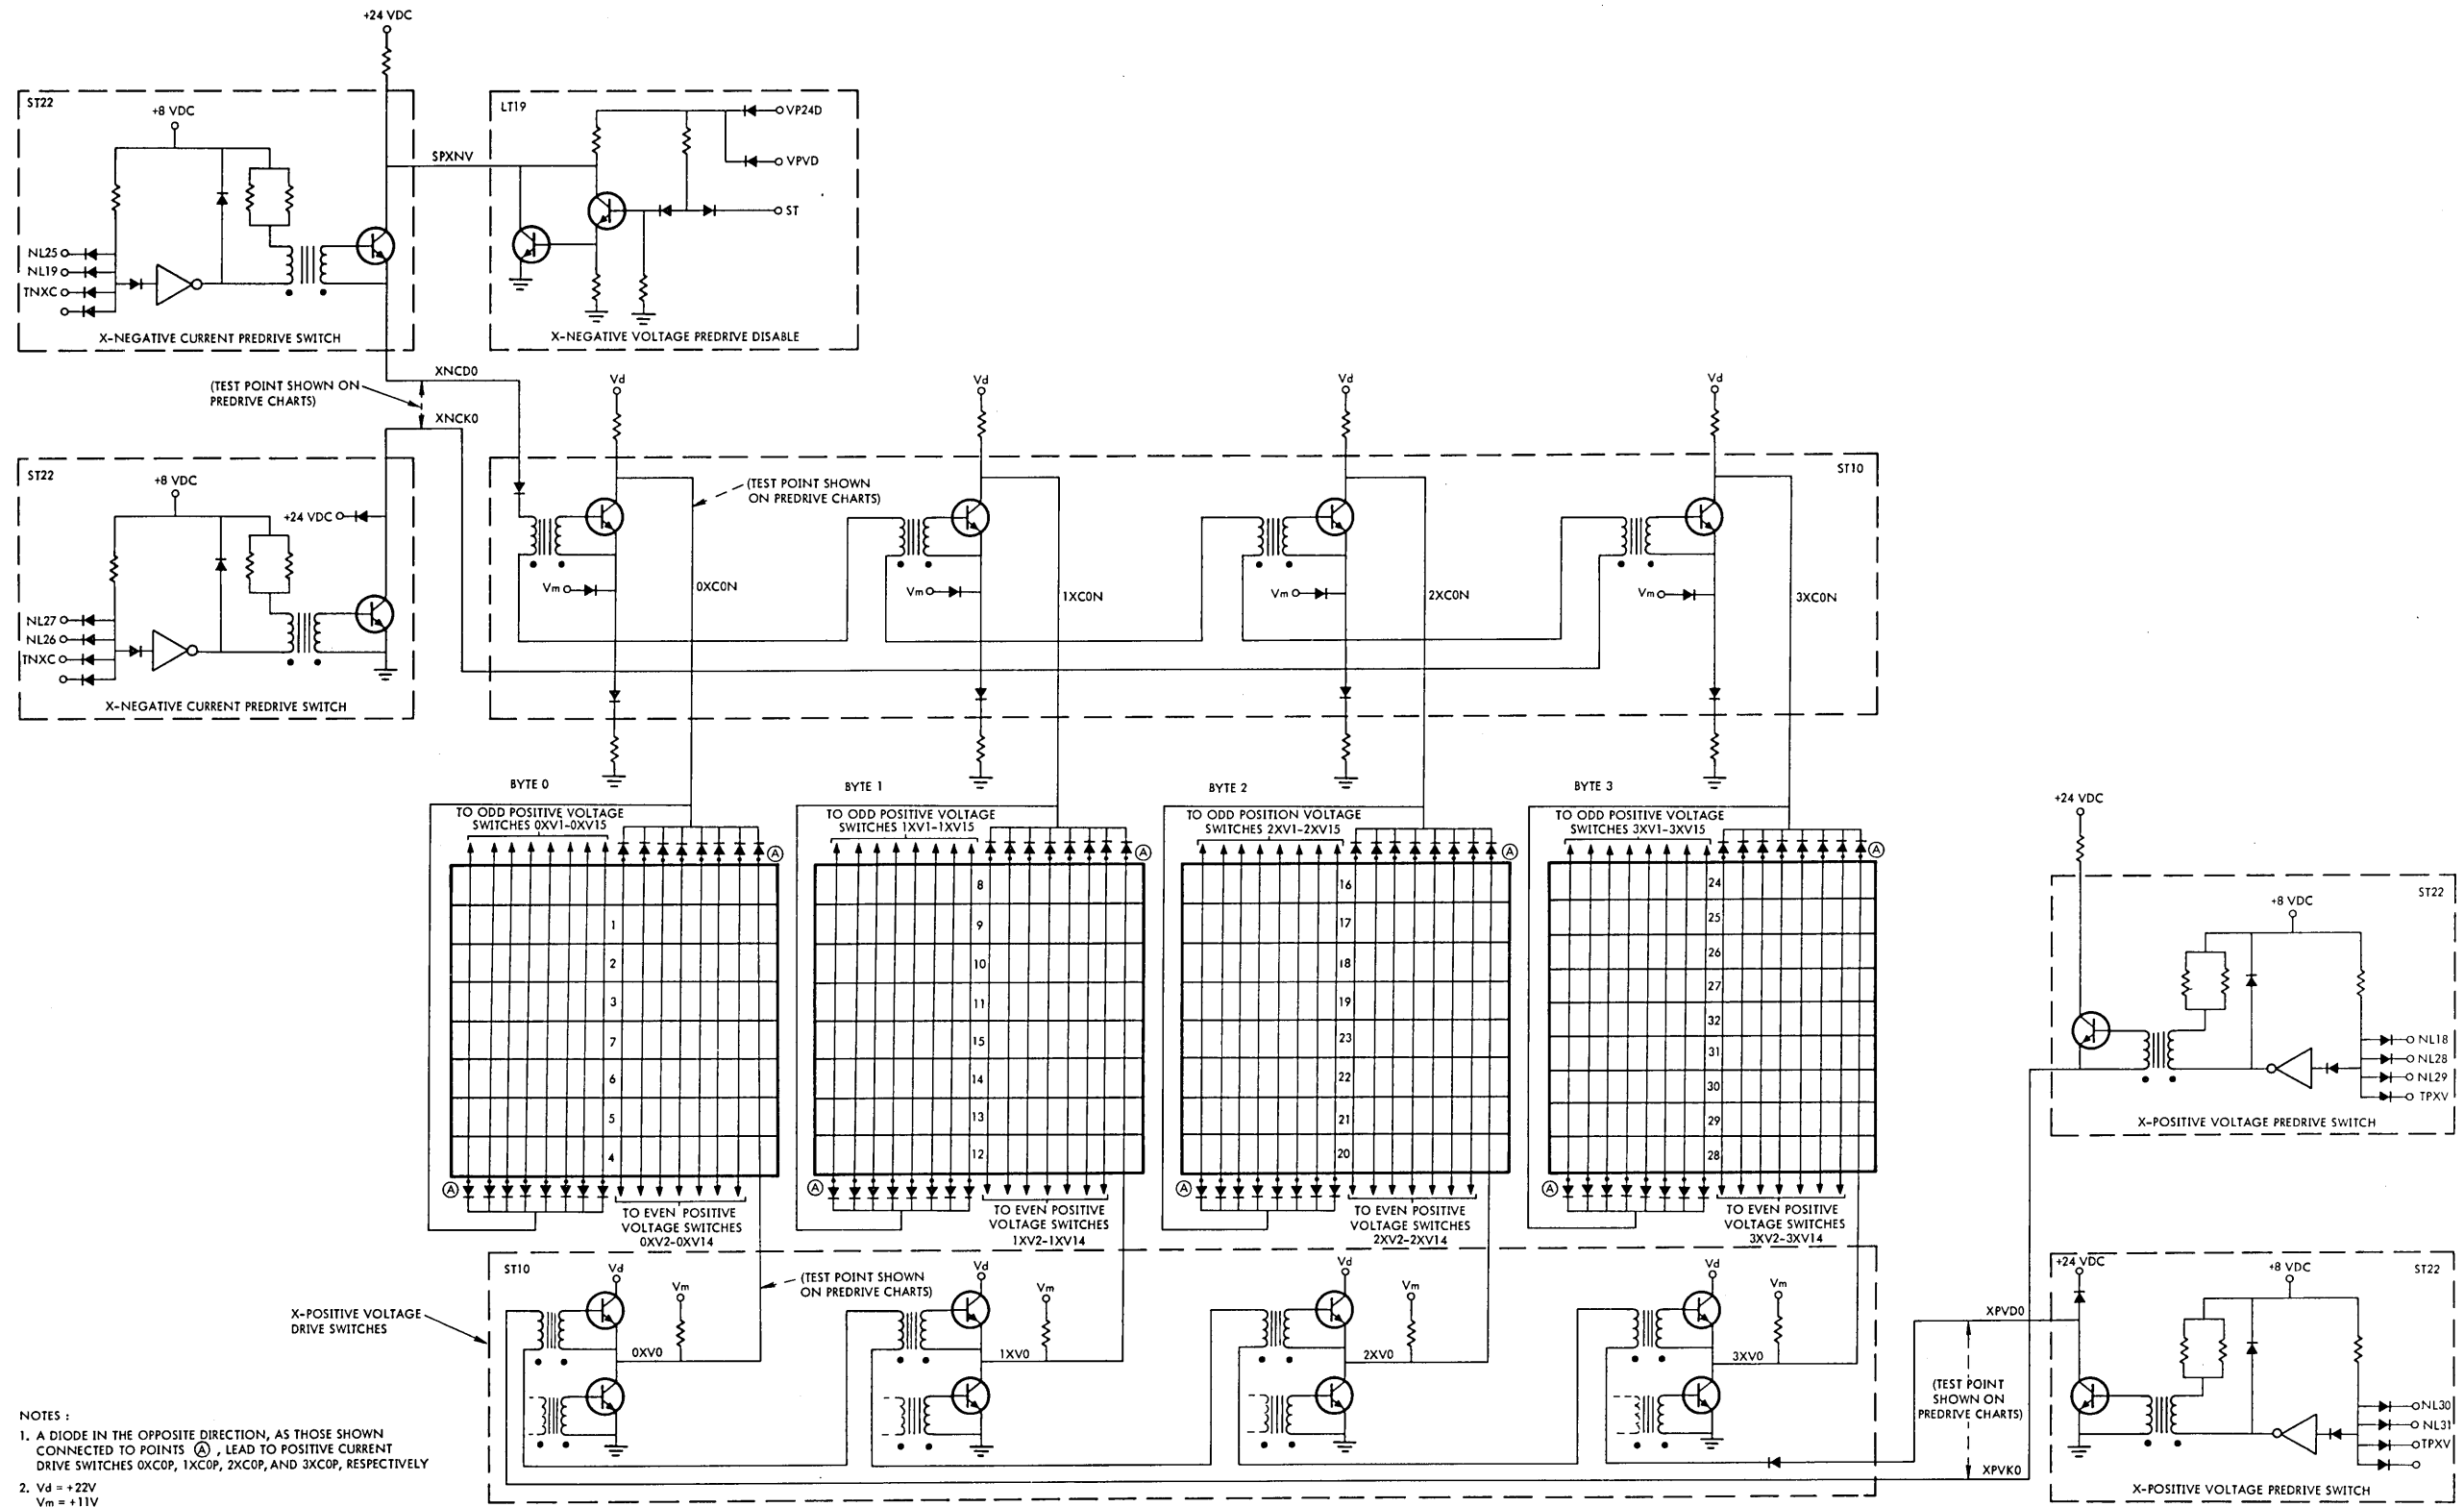 +24 VDC
ST22
+8 VDC
NL25
NL19
TNXC
X-NEGATIVE CURRENT PREDRIVE SWITCH
SPXNV
LT19
VP24D
VPVD
ST
X-NEGATIVE VOLTAGE PREDRIVE DISABLE
(TEST POINT SHOWN ON
PREDRIVE CHARTS)
XNCD0
XNCK0
ST22
+8 VDC
+24 VDC
NL27
NL26
TNXC
X-NEGATIVE CURRENT PREDRIVE SWITCH
Vd
Vd
Vd
Vd
ST10
(TEST POINT SHOWN
ON PREDRIVE CHARTS)
Vm
0XC0N
Vm
1XC0N
Vm
2XC0N
Vm
3XC0N
BYTE 0
TO ODD POSITIVE VOLTAGE
SWITCHES 0XV1-0XV15
A
1
2
3
7
6
5
4
A
TO EVEN POSITIVE
VOLTAGE SWITCHES
0XV2-0XV14
BYTE 1
TO ODD POSITIVE VOLTAGE
SWITCHES 1XV1-1XV15
A
8
9
10
11
15
14
13
12
A
TO EVEN POSITIVE
VOLTAGE SWITCHES
1XV2-1XV14
BYTE 2
TO ODD POSITION VOLTAGE
SWITCHES 2XV1-2XV15
A
16
17
18
19
23
22
21
20
A
TO EVEN POSITIVE
VOLTAGE SWITCHES
2XV2-2XV14
BYTE 3
TO ODD POSITIVE VOLTAGE
SWITCHES 3XV1-3XV15
A
24
25
26
27
32
31
30
29
28
A
TO EVEN POSITIVE
VOLTAGE SWITCHES
3XV2-3XV14
+24 VDC
ST22
+8 VDC
NL18
NL28
NL29
TPXV
X-POSITIVE VOLTAGE PREDRIVE SWITCH
X-POSITIVE VOLTAGE
DRIVE SWITCHES
ST10
Vd
Vm
0XV0
(TEST POINT SHOWN
ON PREDRIVE CHARTS)
Vd
Vm
1XV0
Vd
Vm
2XV0
Vd
Vm
3XV0
XPVD0
(TEST POINT
SHOWN ON
PREDRIVE CHARTS)
XPVK0
+24 VDC
+8 VDC
ST22
NL30
NL31
TPXV
X-POSITIVE VOLTAGE PREDRIVE SWITCH
NOTES :
1. A DIODE IN THE OPPOSITE DIRECTION, AS THOSE SHOWN
CONNECTED TO POINTS A , LEAD TO POSITIVE CURRENT
DRIVE SWITCHES 0XC0P, 1XC0P, 2XC0P, AND 3XC0P, RESPECTIVELY
2. Vd = +22V
Vm = +11V